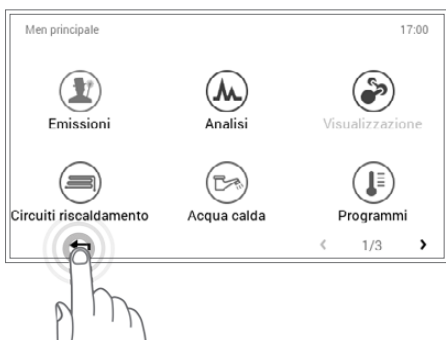 Men principale 17:00
Emissioni Analisi Visualizzazione
Circuiti riscaldamento Acqua calda Programmi
1/3